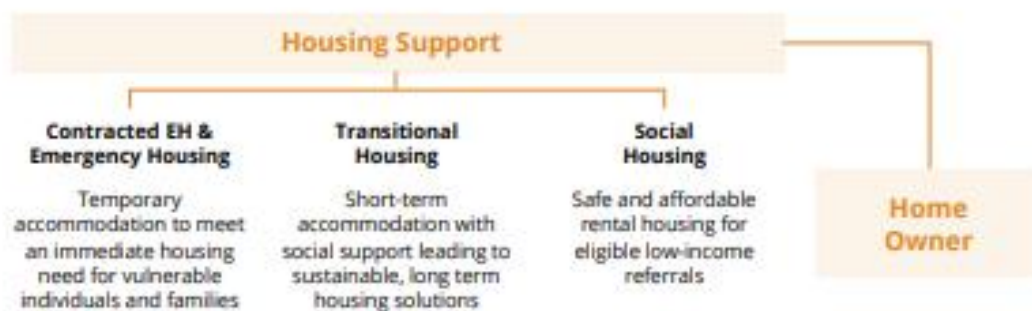 Housing Support
Contracted EH &
Emergency Housing
Temporary
accommodation to meet
an immediate housing
need for vulnerable
individuals and families
Transitional
Housing
Short-term
accommodation with
social support leading to
sustainable, long term
housing solutions
Social
Housing
Safe and affordable
rental housing for
eligible low-income
referrals
Home
Owner